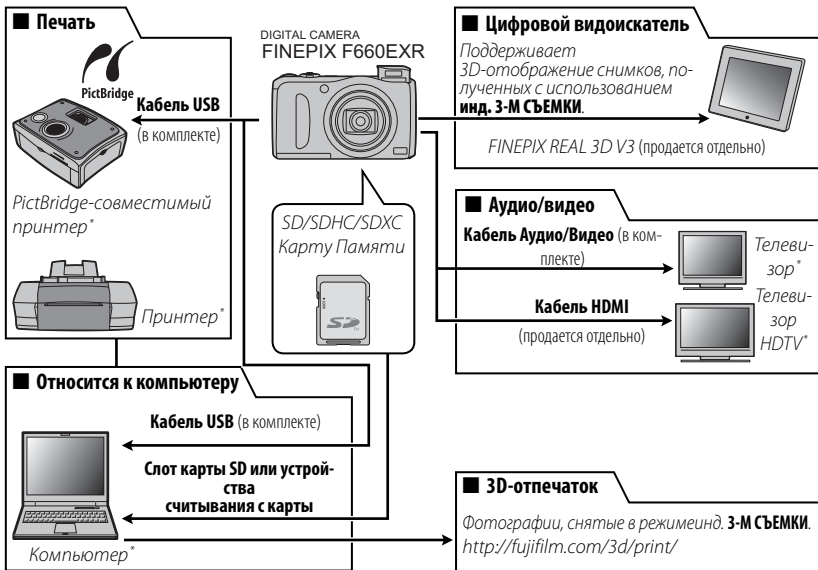 ■ Печать
PictBridge
Кабель USB
(в комплекте)
PictBridge-совместимый
принтер*
Принтер*
DIGITAL CAMERA
FINEPIX F660EXR
SD/SDHC/SDXC
Карту Памяти
SD
■ Цифровой видоискатель
Поддерживает
3D-отображение снимков, по-
лученных с использованием
инд. 3-М СЪЕМКИ.
FINEPIX REAL 3D V3 (продается отдельно)
■ Аудио/видео
Кабель Аудио/Видео (в ком-
плекте)
Телеви-
зор*
Кабель HDMI
(продается отдельно)
Телеви-
зор
HDTV*
■ Относится к компьютеру
Кабель USB (в комплекте)
Слот карты SD или устрой-
ства
считывания с карты
Компьютер*
■ 3D-отпечаток
Фотографии, снятые в режимеинд. 3-М СЪЕМКИ.
http://fujifilm.com/3d/print/